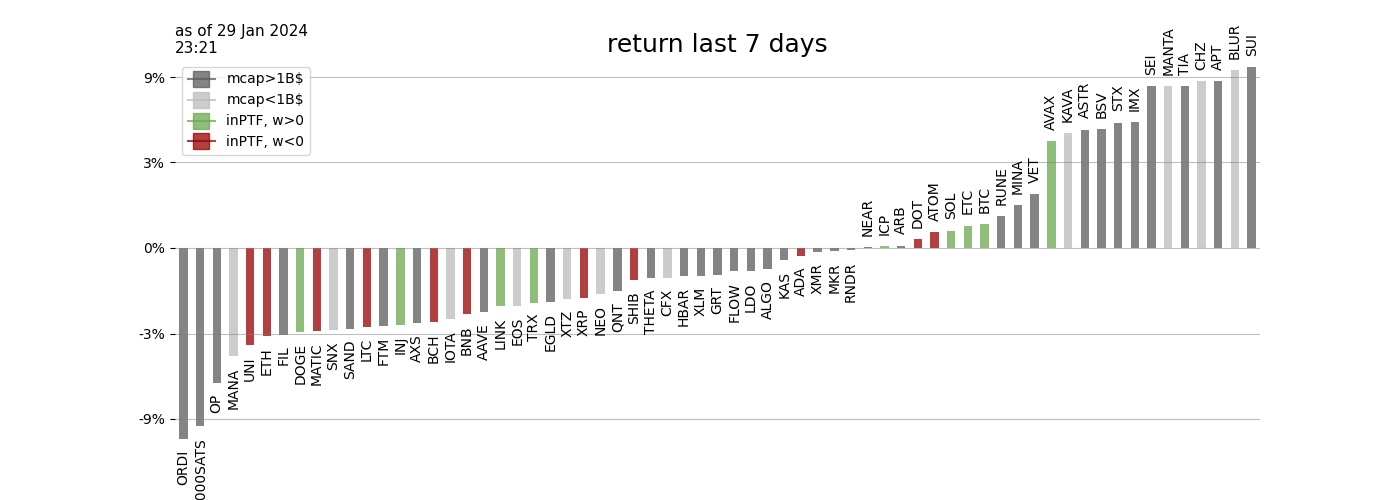 as of 29 Jan 2024
23:21
return last 7 days
mcap>1B$
mcap<1B$
inPTF, w>0
inPTF, w<0
9%
3%
0%
-3%
-9%
ORDI
000SATS
OP
MANA
UNI
ETH
FIL
DOGE
MATIC
SNX
SAND
LTC
FTM
INJ
AXS
BCH
IOTA
BNB
AAVE
LINK
EOS
TRX
EGLD
XTZ
XRP
NEO
QNT
SHIB
THETA
CFX
HBAR
XLM
GRT
FLOW
LDO
ALGO
KAS
ADA
XMR
MKR
RNDR
NEAR
ICP
ARB
DOT
ATOM
SOL
ETC
BTC
RUNE
MINA
VET
AVAX
KAVA
ASTR
BSV
STX
IMX
SEI
MANTA
TIA
CHZ
APT
BLUR
SUI